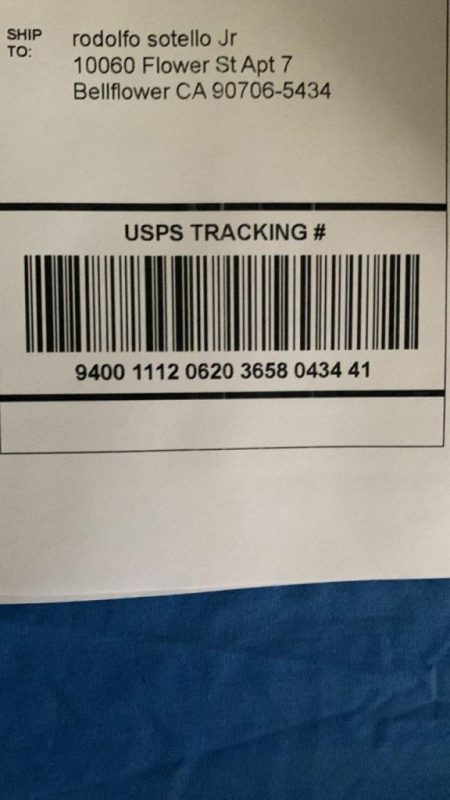 SHIP
TO:
rodolfo sotello Jr
10060 Flower St Apt 7
Bellflower CA 90706-5434
USPS TRACKING #
9400 1112 0620 3658 0434 41